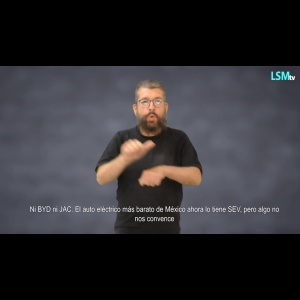 LSMtv
Ni BYD ni JAC. El auto eléctrico más barato de México ahora lo tiene SEV, pero algo no
nos convence